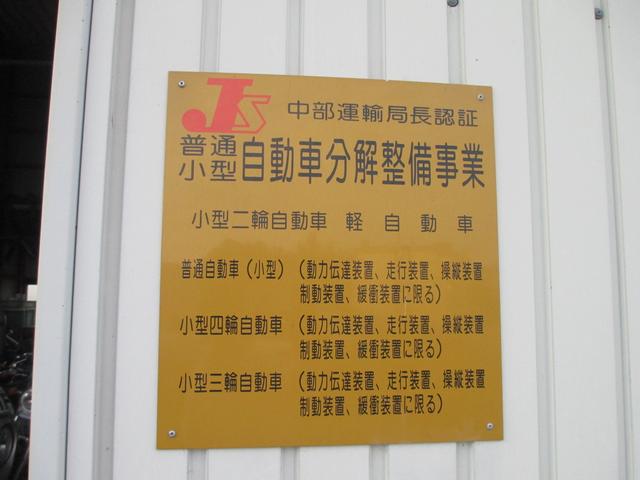 JS 中部運輸局長認証
普通小型 自動車分解整備事業
小型二輪自動車 軽自動車
普通自動車(小型) (動力伝達装置、走行装置、操縦装置
制動装置、緩衝装置に限る)
小型四輪自動車 (動力伝達装置、走行装置、操縦装置
制動装置、緩衝装置に限る)
小型三輪自動車 (動力伝達装置、走行装置、操縦装置
制動装置、緩衝装置に限る)